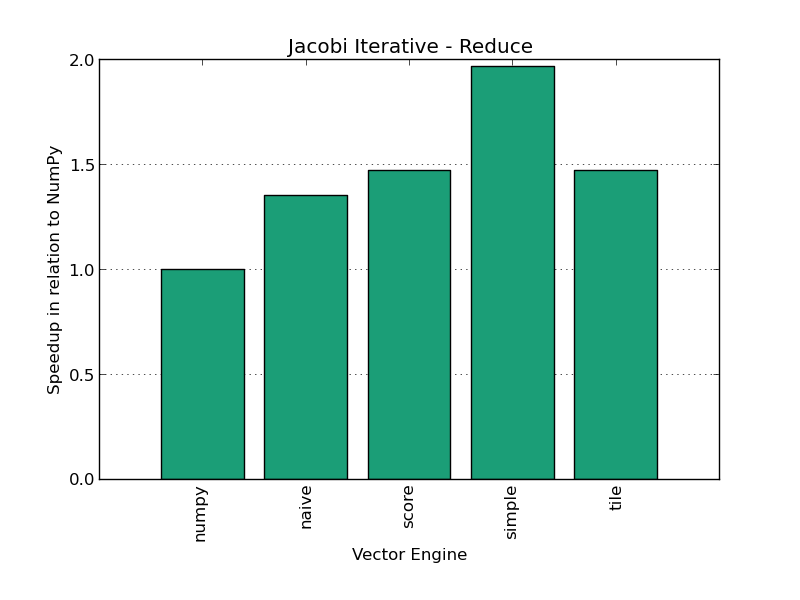 Jacobi Iterative - Reduce
Speedup in relation to NumPy
2.0
1.5
1.0
0.5
0.0
numpy
naive
score
simple
tile
Vector Engine